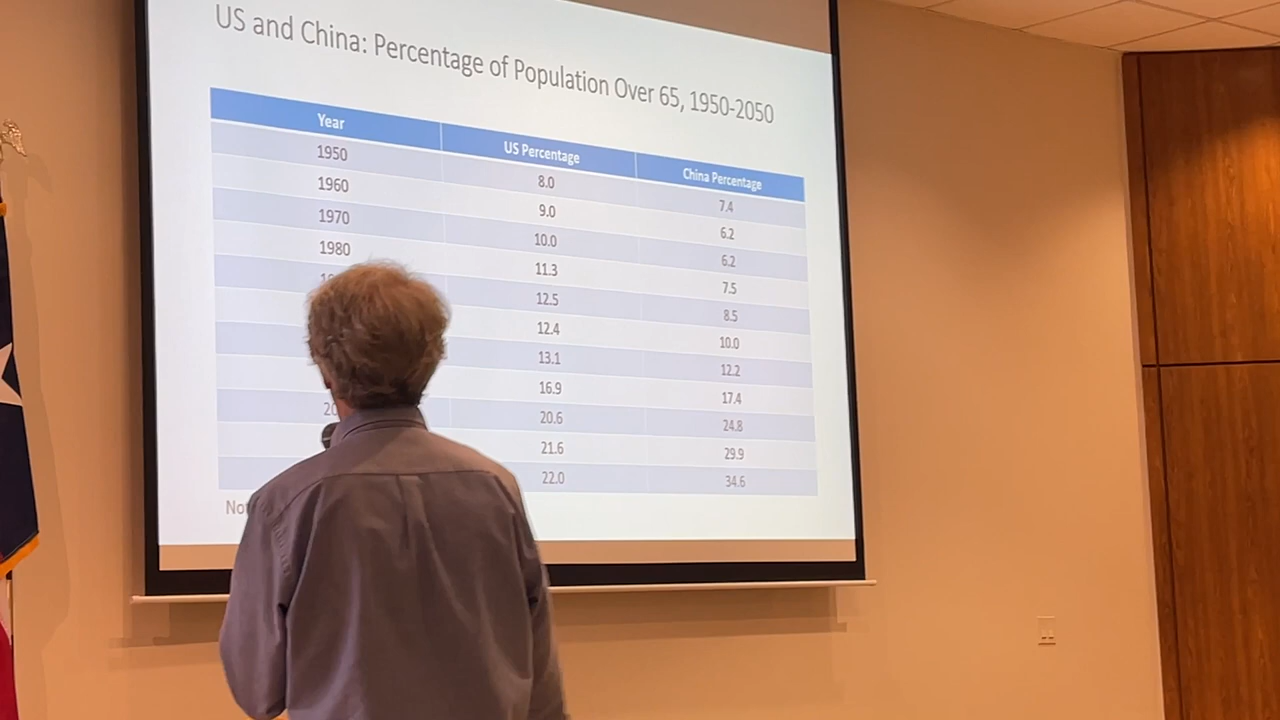 US and China: Percentage of Population Over 65, 1950-2050
Year US Percentage China Percentage
1950 8.0 7.4
1960 9.0 6.2
1970 10.0 6.2
1980 11.3 7.5
12.5 8.5
12.4 10.0
13.1 12.2
16.9 17.4
20.6 24.8
21.6 29.9
22.0 34.6